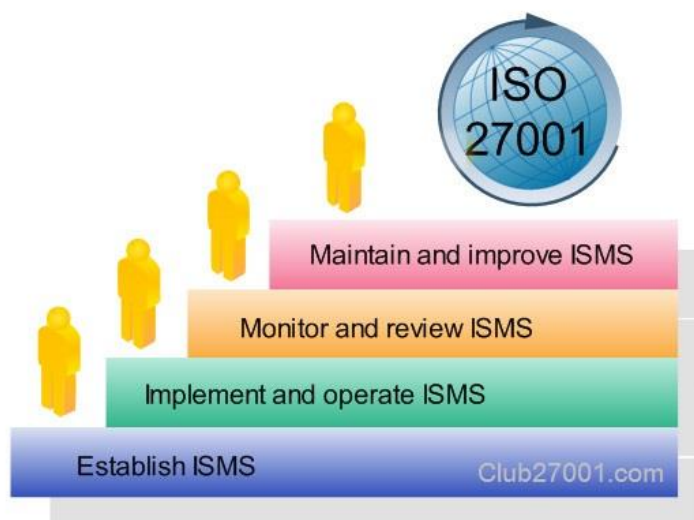 ISO
27001
Maintain and improve ISMS
Monitor and review ISMS
Implement and operate ISMS
Establish ISMS
Club27001.com